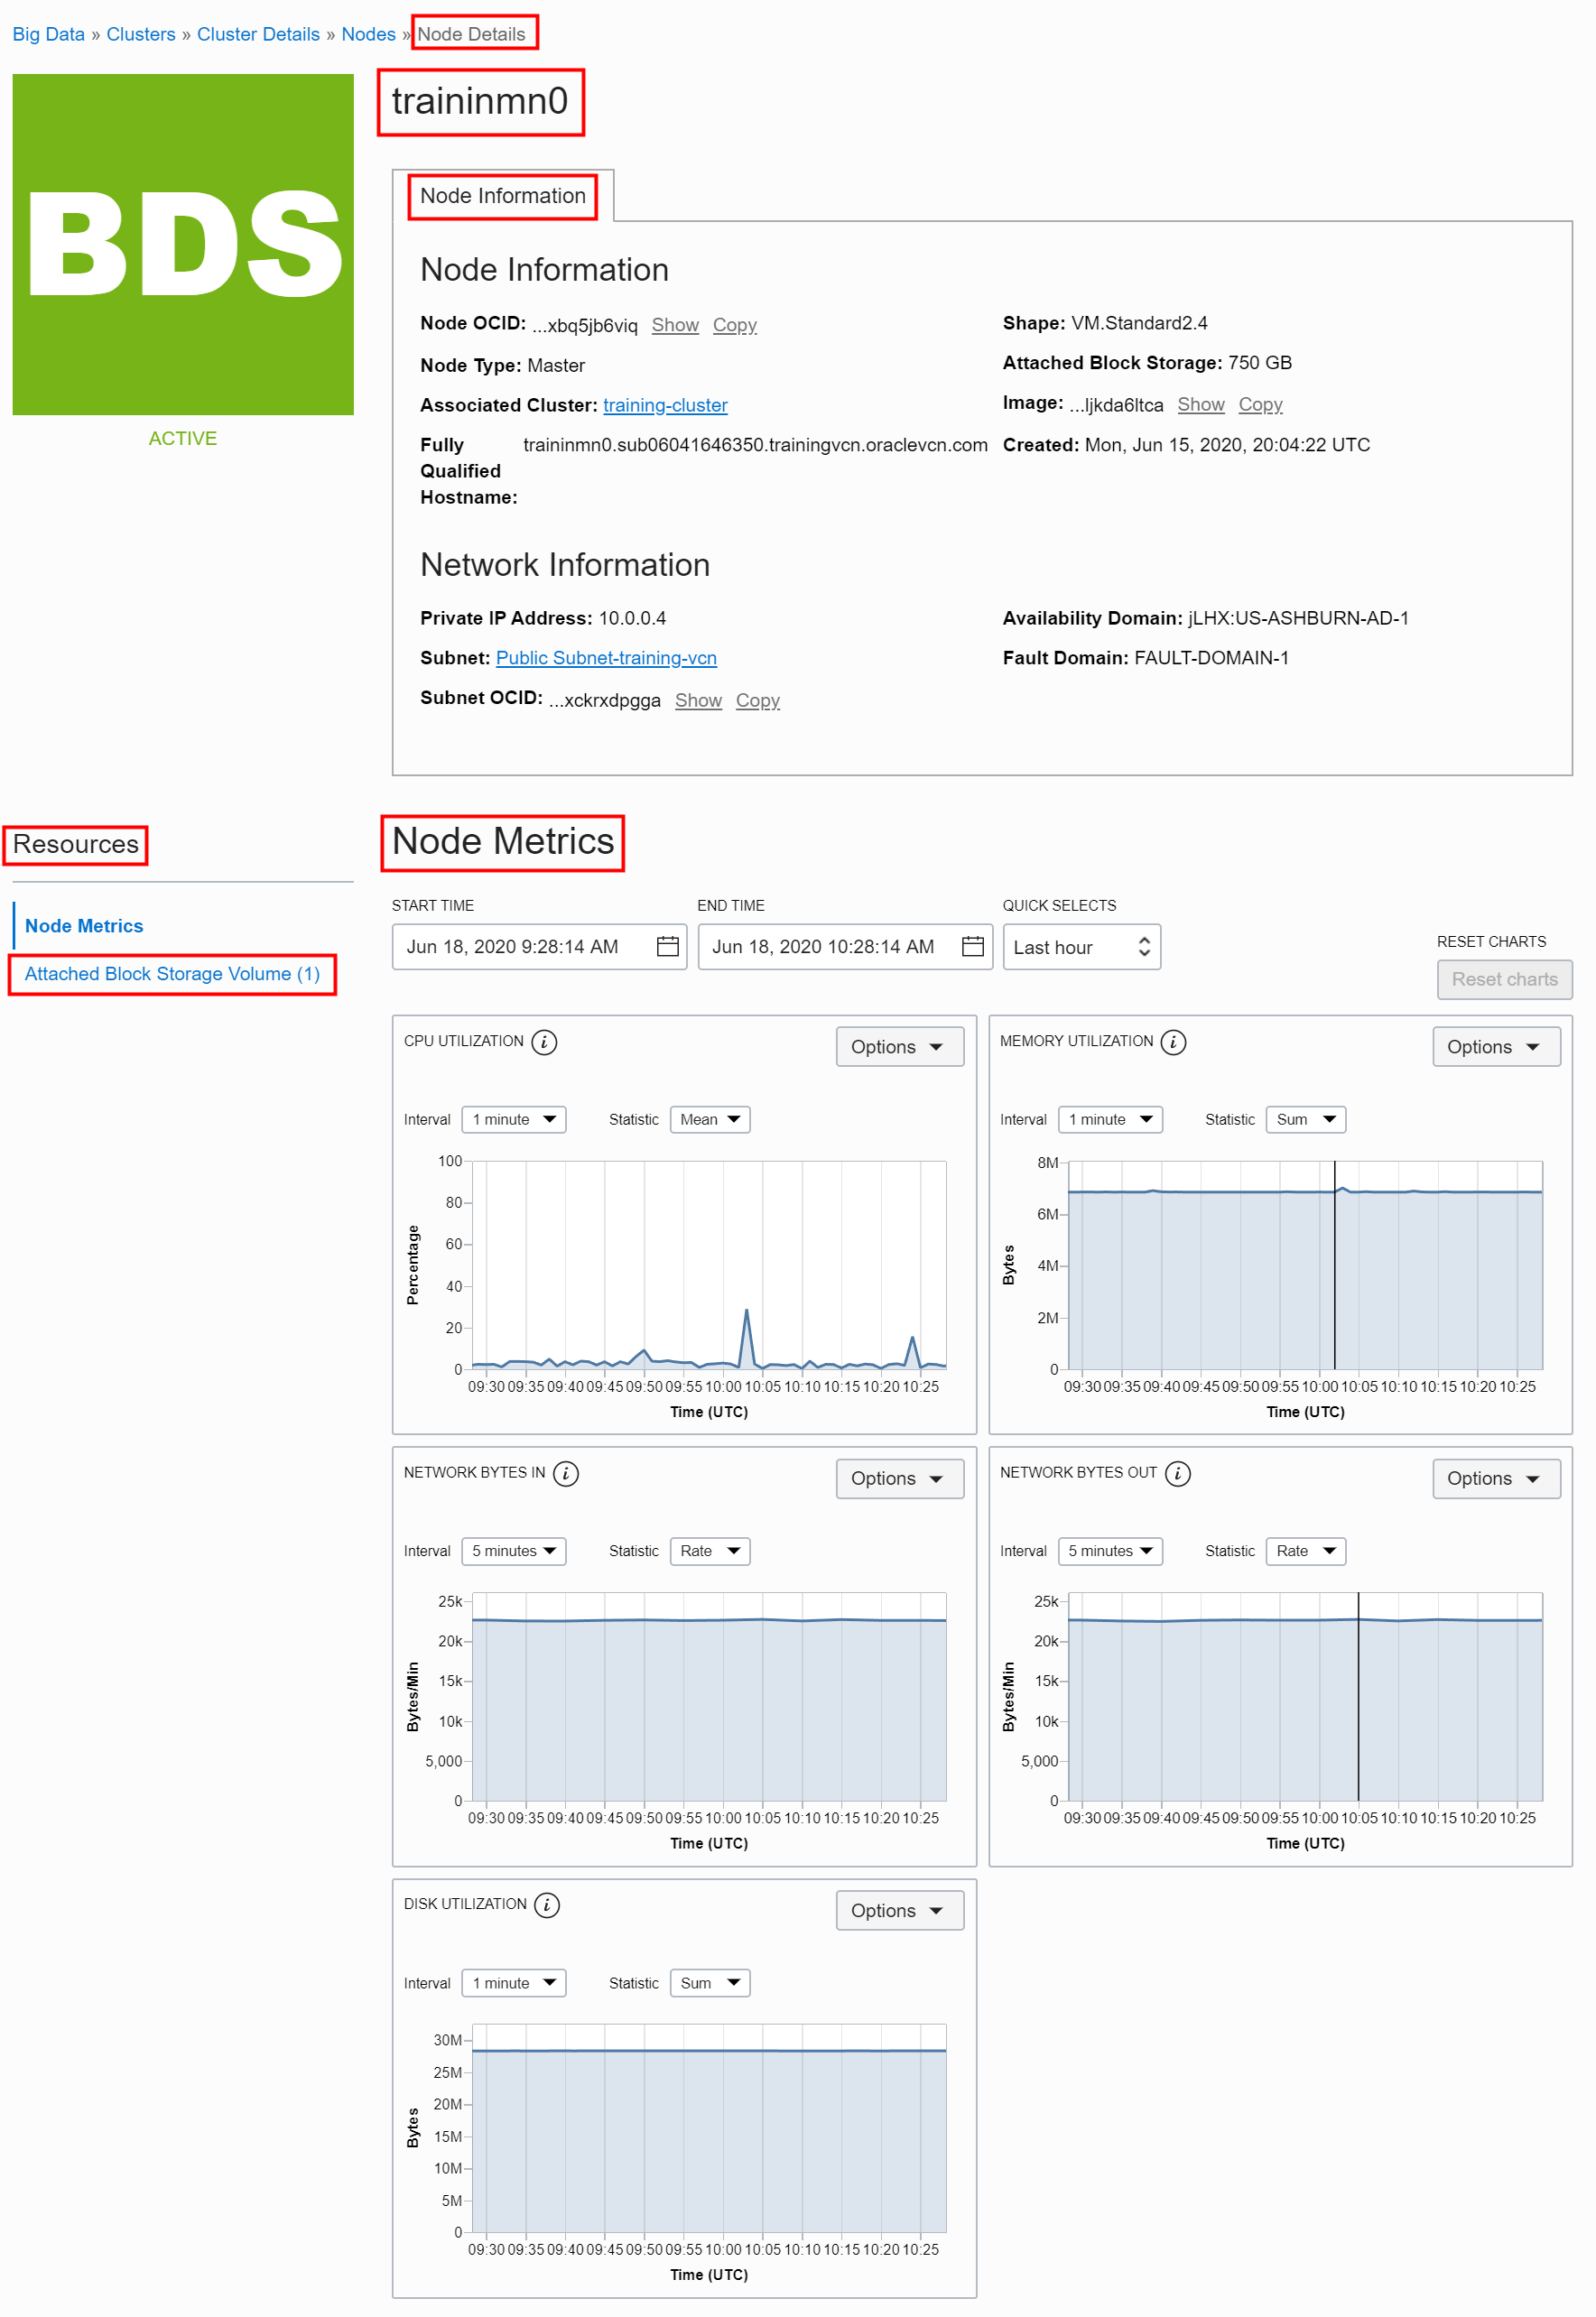 Big Data » Clusters » Cluster Details » Nodes » Node Details
BDS
ACTIVE
traininmn0
Node Information
Node Information
Node OCID: ...xbq5jb6viq Show Copy
Node Type: Master
Associated Cluster: training-cluster
Fully Qualified Hostname: traininmn0.sub06041646350.trainingvcn.oraclevcn.com
Shape: VM.Standard2.4
Attached Block Storage: 750 GB
Image: ...ljkda6ltca Show Copy
Created: Mon, Jun 15, 2020, 20:04:22 UTC
Network Information
Private IP Address: 10.0.0.4
Subnet: Public Subnet-training-vcn
Subnet OCID: ...xckrxdpgga Show Copy
Availability Domain: jLHX:US-ASHBURN-AD-1
Fault Domain: FAULT-DOMAIN-1
Resources
Node Metrics
Attached Block Storage Volume (1)
Node Metrics
START TIME
Jun 18, 2020 9:28:14 AM
END TIME
Jun 18, 2020 10:28:14 AM
QUICK SELECTS
Last hour
RESET CHARTS
Reset charts
CPU UTILIZATION i
Options
Interval 1 minute Statistic Mean
Percentage
100
80
60
40
20
0
09:30 09:35 09:40 09:45 09:50 09:55 10:00 10:05 10:10 10:15 10:20 10:25
Time (UTC)
MEMORY UTILIZATION i
Options
Interval 1 minute Statistic Sum
Bytes
8M
6M
4M
2M
0
09:30 09:35 09:40 09:45 09:50 09:55 10:00 10:05 10:10 10:15 10:20 10:25
Time (UTC)
NETWORK BYTES IN i
Options
Interval 5 minutes Statistic Rate
Bytes/Min
25k
20k
15k
10k
5,000
0
09:30 09:35 09:40 09:45 09:50 09:55 10:00 10:05 10:10 10:15 10:20 10:25
Time (UTC)
NETWORK BYTES OUT i
Options
Interval 5 minutes Statistic Rate
Bytes/Min
25k
20k
15k
10k
5,000
0
09:30 09:35 09:40 09:45 09:50 09:55 10:00 10:05 10:10 10:15 10:20 10:25
Time (UTC)
DISK UTILIZATION i
Options
Interval 1 minute Statistic Sum
Bytes
30M
25M
20M
15M
10M
5M
0
09:30 09:35 09:40 09:45 09:50 09:55 10:00 10:05 10:10 10:15 10:20 10:25
Time (UTC)